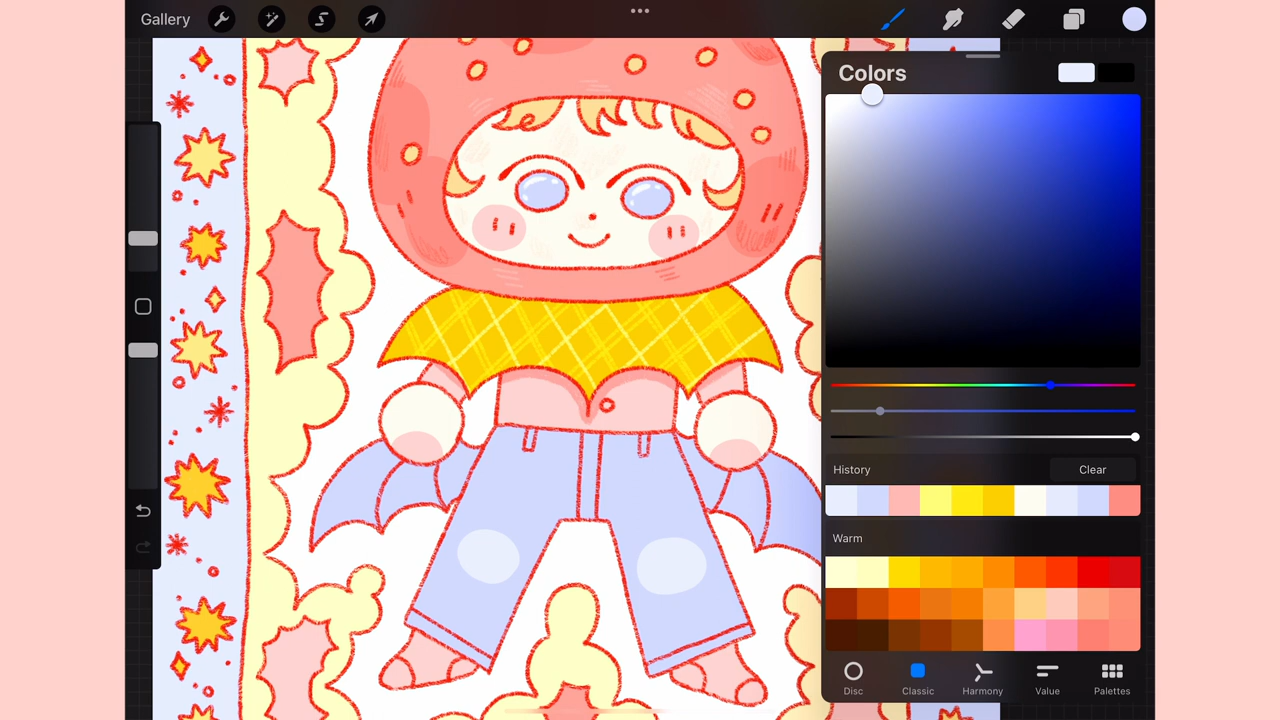 Gallery
Colors
History
Clear
Warm
Disc
Classic
Harmony
Value
Palettes